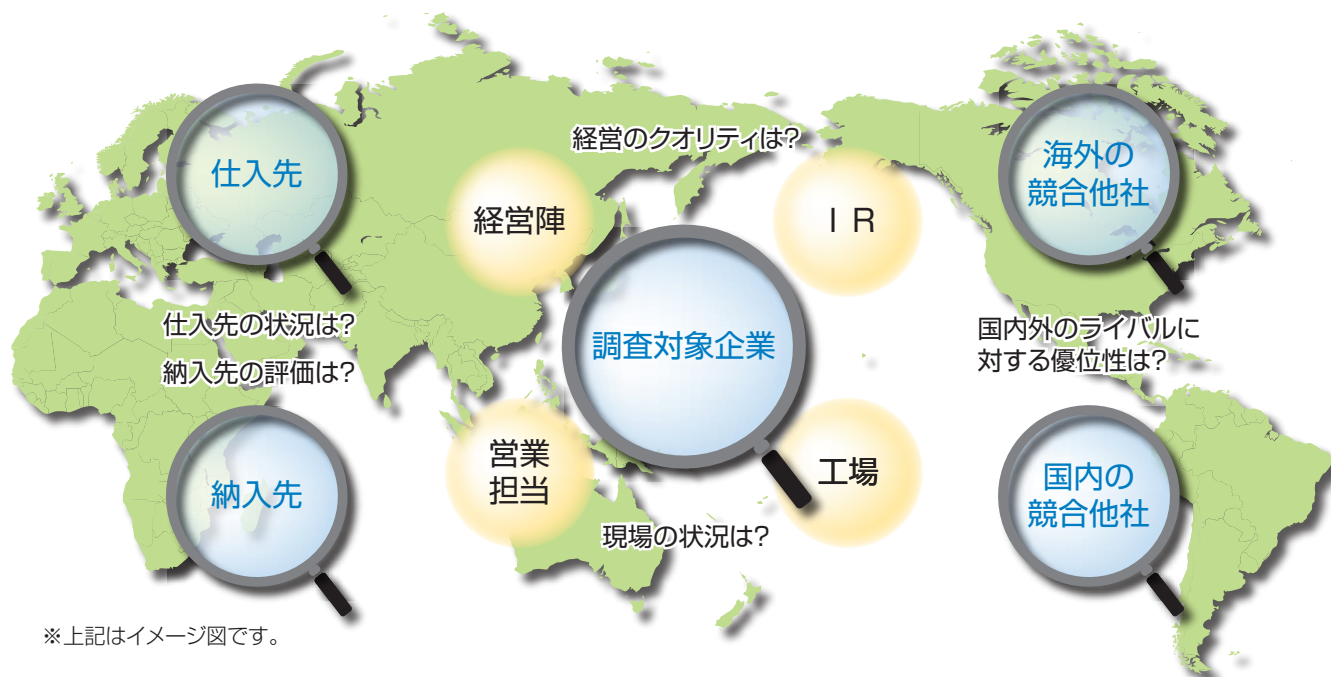 経営のクオリティは?
仕入先
経営陣
I R
海外の
競合他社
仕入先の状況は?
納入先の評価は?
調査対象企業
国内外のライバルに
対する優位性は?
納入先
営業
担当
工場
国内の
競合他社
現場の状況は?
※上記はイメージ図です。